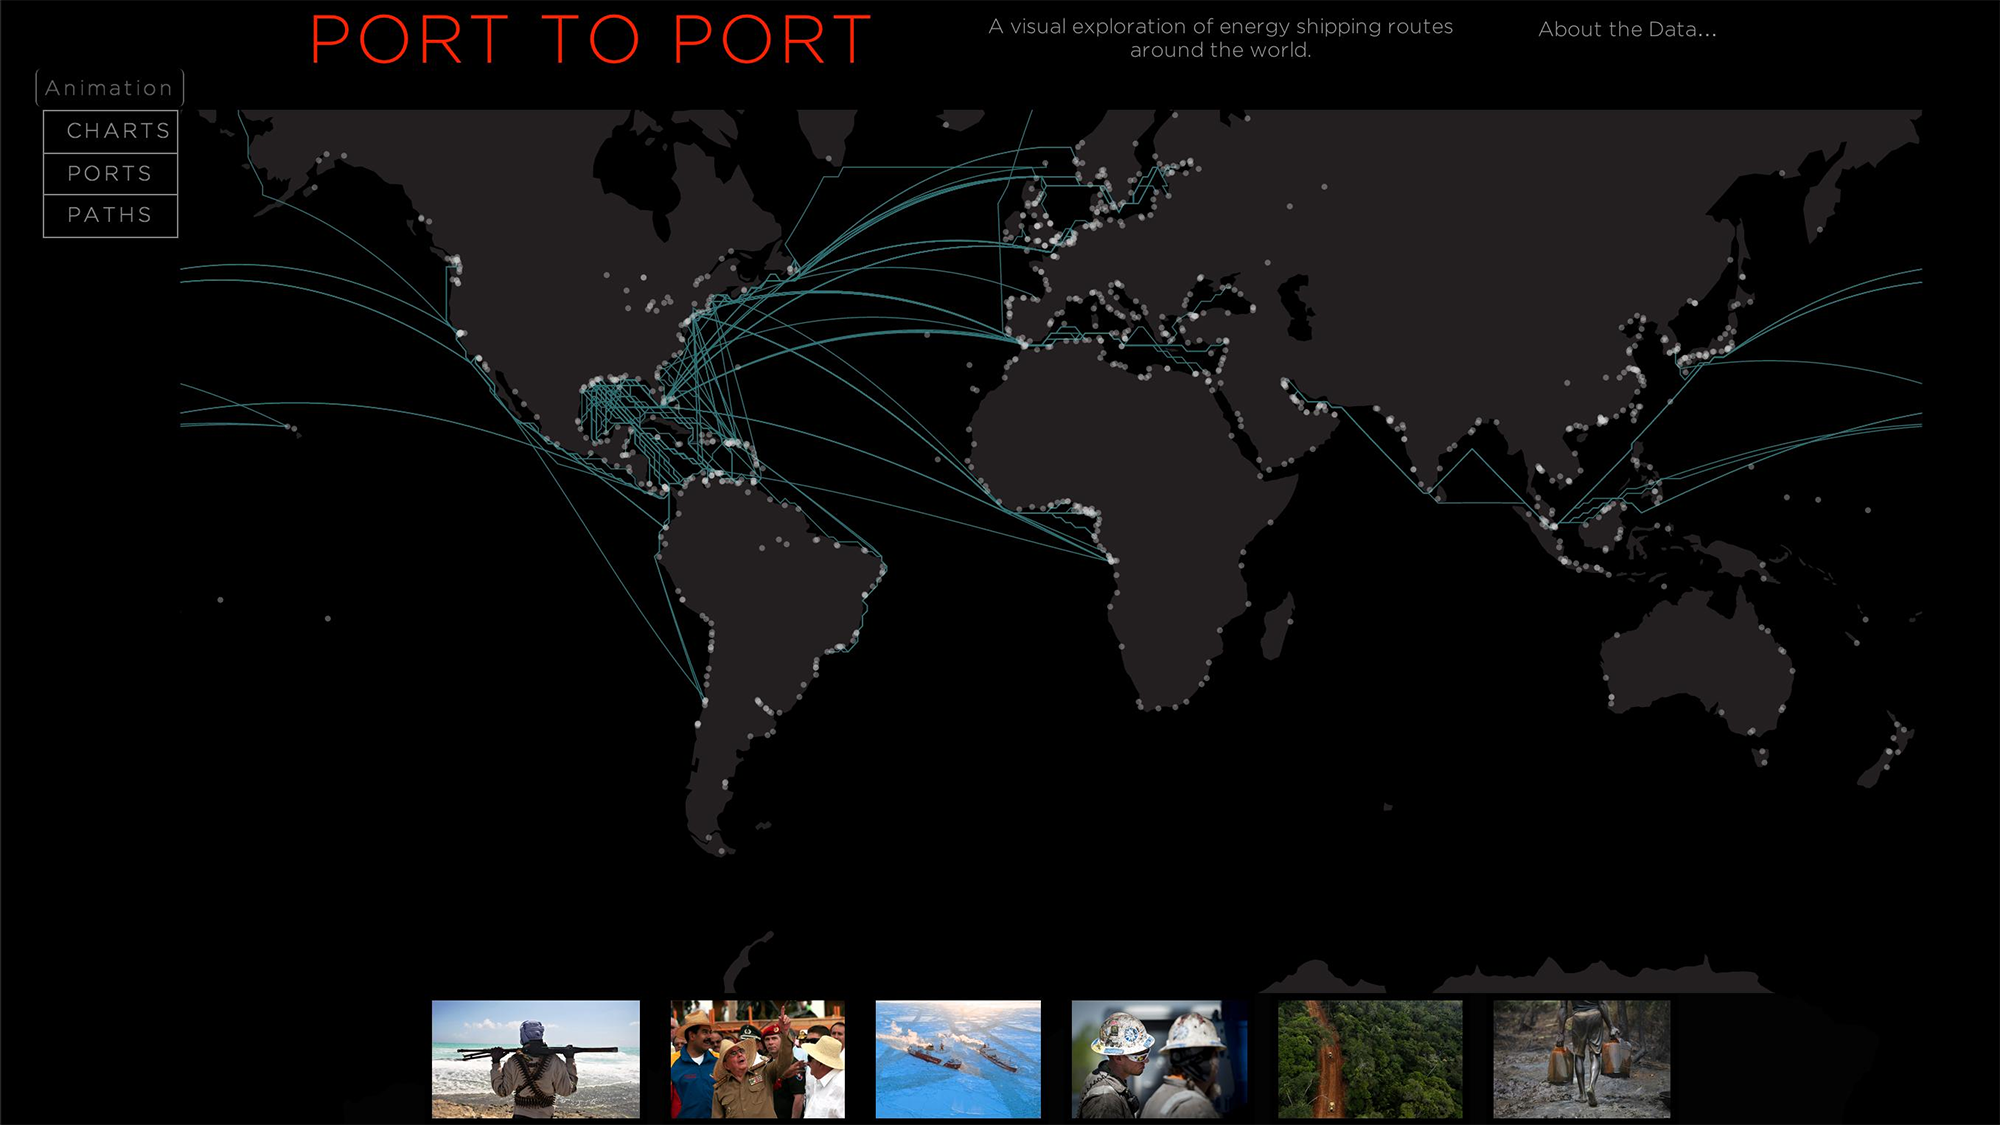 PORT TO PORT
A visual exploration of energy shipping routes
around the world.
About the Data...
Animation
CHARTS
PORTS
PATHS